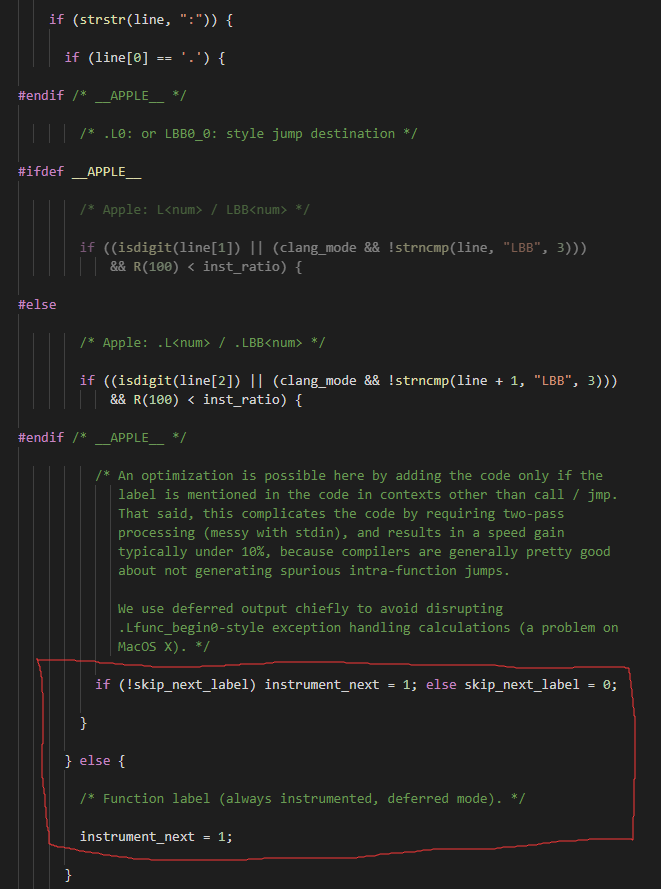 if (strstr(line, ":")) {
if (line[0] == '.') {
#endif /* __APPLE__ */
/* .L0: or LBB0_0: style jump destination */
#ifdef __APPLE__
/* Apple: L<num> / LBB<num> */
if ((isdigit(line[1]) || (clang_mode && !strncmp(line, "LBB", 3)))
&& R(100) < inst_ratio) {
#else
/* Apple: .L<num> / .LBB<num> */
if ((isdigit(line[2]) || (clang_mode && !strncmp(line + 1, "LBB", 3)))
&& R(100) < inst_ratio) {
#endif /* __APPLE__ */
/* An optimization is possible here by adding the code only if the
label is mentioned in the code in contexts other than call / jmp.
That said, this complicates the code by requiring two-pass
processing (messy with stdin), and results in a speed gain
typically under 10%, because compilers are generally pretty good
about not generating spurious intra-function jumps.
We use deferred output chiefly to avoid disrupting
.Lfunc_begin0-style exception handling calculations (a problem on
MacOS X). */
if (!skip_next_label) instrument_next = 1; else skip_next_label = 0;
}
} else {
/* Function label (always instrumented, deferred mode). */
instrument_next = 1;
}